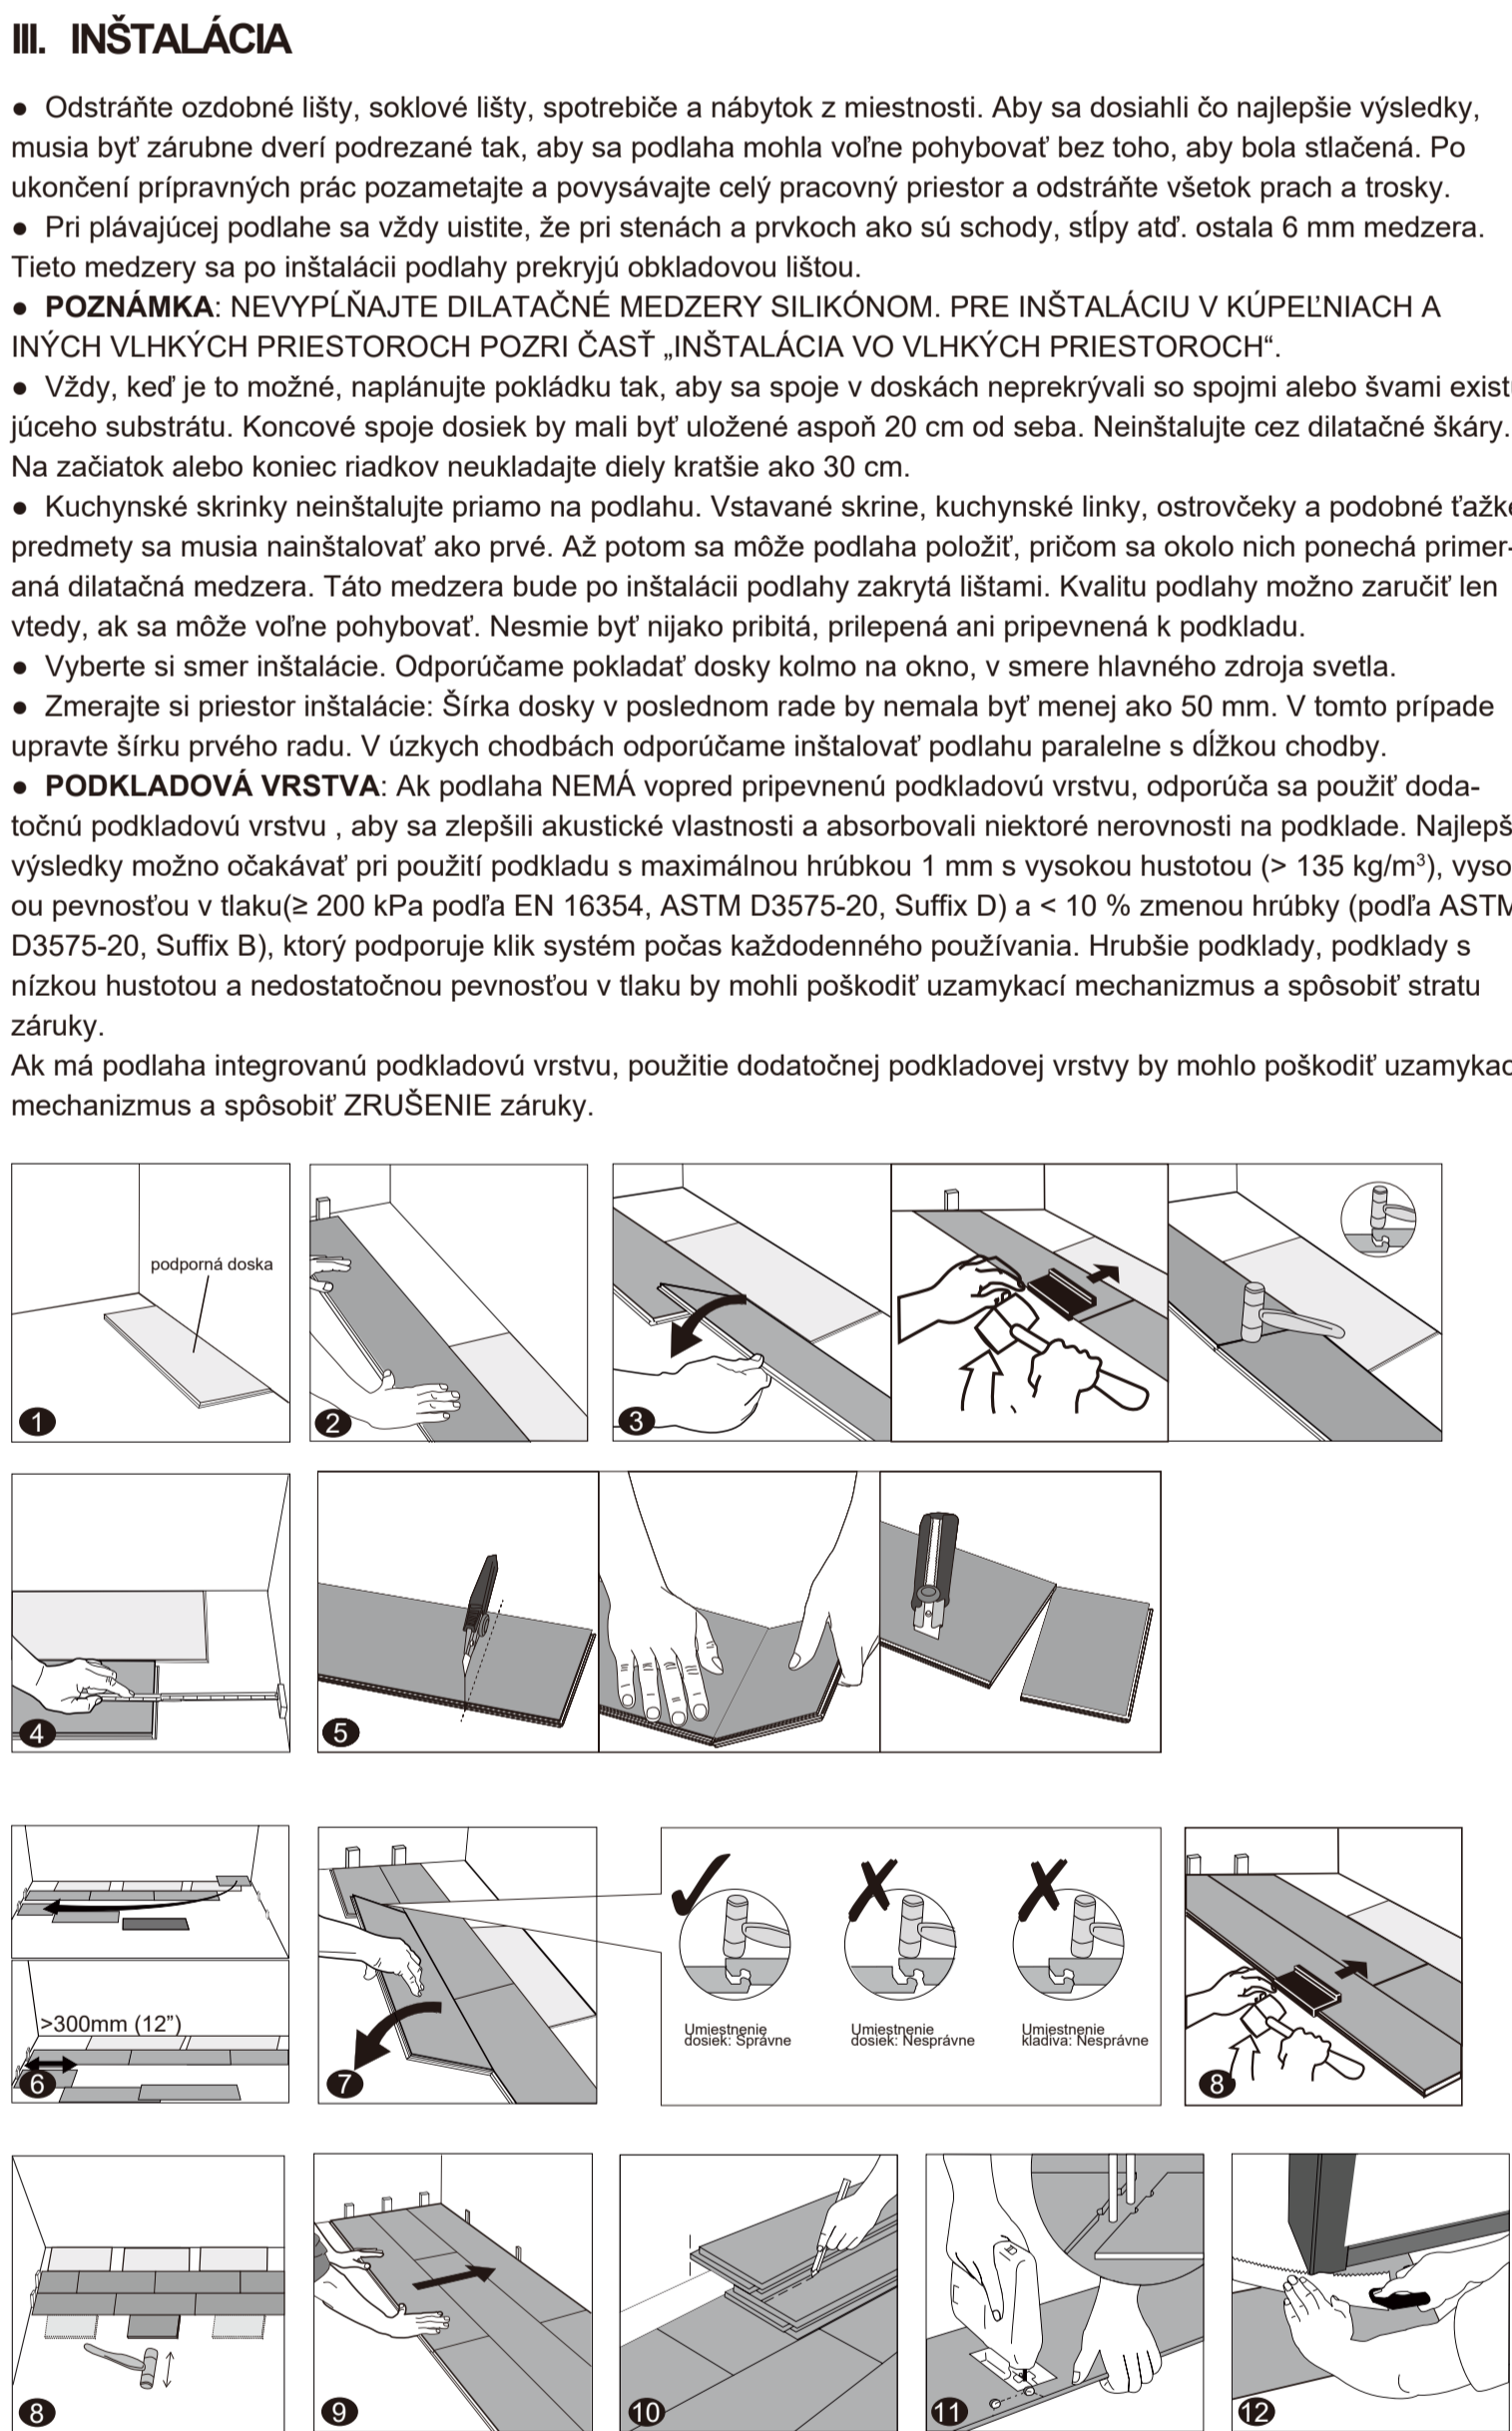 III. INŠTALÁCIA
● Odstráňte ozdobné lišty, soklové lišty, spotrebiče a nábytok z miestnosti. Aby sa dosiahli čo najlepšie výsledky,
musia byť zárubne dverí podrezané tak, aby sa podlaha mohla voľne pohybovať bez toho, aby bola stlačená. Po
ukončení prípravných prác pozametajte a povysávajte celý pracovný priestor a odstráňte všetok prach a trosky.
● Pri plávajúcej podlahe sa vždy uistite, že pri stenách a prvkoch ako sú schody, stĺpy atď. ostala 6 mm medzera.
Tieto medzery sa po inštalácii podlahy prekryjú obkladovou lištou.
● POZNÁMKA: NEVYPĹŇAJTE DILATAČNÉ MEDZERY SILIKÓNOM. PRE INŠTALÁCIU V KÚPEĽNIACH A
INÝCH VLHKÝCH PRIESTOROCH POZRI ČASŤ „INŠTALÁCIA VO VLHKÝCH PRIESTOROCH“.
● Vždy, keď je to možné, naplánujte pokládku tak, aby sa spoje v doskách neprekrývali so spojmi alebo švami exist
júceho substrátu. Koncové spoje dosiek by mali byť uložené aspoň 20 cm od seba. Neinštalujte cez dilatačné škáry.
Na začiatok alebo koniec riadkov neukladajte diely kratšie ako 30 cm.
● Kuchynské skrinky neinštalujte priamo na podlahu. Vstavané skrine, kuchynské linky, ostrovčeky a podobné ťažké
predmety sa musia nainštalovať ako prvé. Až potom sa môže podlaha položiť, pričom sa okolo nich ponechá primer-
aná dilatačná medzera. Táto medzera bude po inštalácii podlahy zakrytá lištami. Kvalitu podlahy možno zaručiť len
vtedy, ak sa môže voľne pohybovať. Nesmie byť nijako pribitá, prilepená ani pripevnená k podkladu.
● Vyberte si smer inštalácie. Odporúčame pokladať dosky kolmo na okno, v smere hlavného zdroja svetla.
● Zmerajte si priestor inštalácie: Šírka dosky v poslednom rade by nemala byť menej ako 50 mm. V tomto prípade
upravte šírku prvého radu. V úzkych chodbách odporúčame inštalovať podlahu paralelne s dĺžkou chodby.
● PODKLADOVÁ VRSTVA: Ak podlaha NEMÁ vopred pripevnenú podkladovú vrstvu, odporúča sa použiť doda-
točnú podkladovú vrstvu , aby sa zlepšili akustické vlastnosti a absorbovali niektoré nerovnosti na podklade. Najlepš
výsledky možno očakávať pri použití podkladu s maximálnou hrúbkou 1 mm s vysokou hustotou (> 135 kg/m³), vyso
ou pevnosťou v tlaku(≥ 200 kPa podľa EN 16354, ASTM D3575-20, Suffix D) a < 10 % zmenou hrúbky (podľa ASTM
D3575-20, Suffix B), ktorý podporuje klik systém počas každodenného používania. Hrubšie podklady, podklady s
nízkou hustotou a nedostatočnou pevnosťou v tlaku by mohli poškodiť uzamykací mechanizmus a spôsobiť stratu
záruky.
Ak má podlaha integrovanú podkladovú vrstvu, použitie dodatočnej podkladovej vrstvy by mohlo poškodiť uzamykac
mechanizmus a spôsobiť ZRUŠENIE záruky.
podporná doska
1
2
3
4
5
>300mm (12”)
6
7
Umiestnenie
dosiek: Správne
Umiestnenie
dosiek: Nesprávne
Umiestnenie
kladiva: Nesprávne
8
8
9
10
11
12